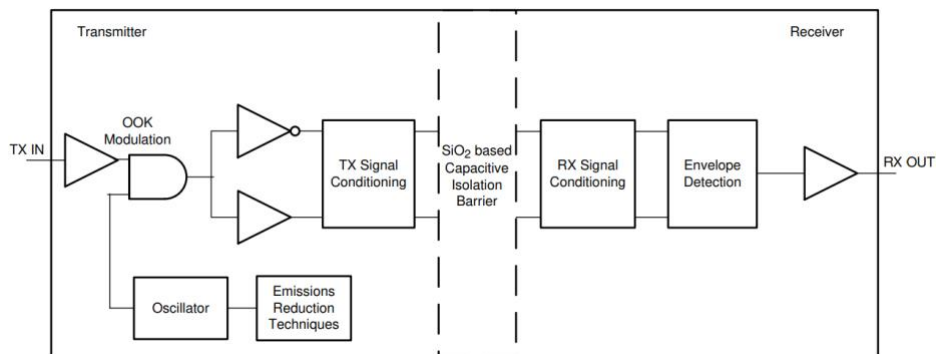 Transmitter
Receiver
OOK
Modulation
TX IN
TX Signal
Conditioning
SiO2 based
Capacitive
Isolation
Barrier
RX Signal
Conditioning
Envelope
Detection
RX OUT
Oscillator
Emissions
Reduction
Techniques